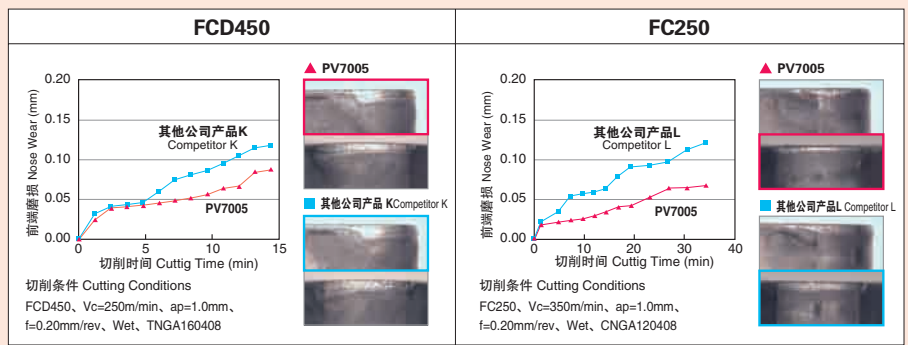 FCD450
0.20
0.15
0.10
0.05
0.00
前端磨损 Nose Wear (mm)
其他公司产品K
Competitor K
PV7005
0
5
10
15
切削时间 Cuttig Time (min)
▲ PV7005
■ 其他公司产品 KCompetitor K
切削条件 Cutting Conditions
FCD450、Vc=250m/min、ap=1.0mm、
f=0.20mm/rev、Wet、TNGA160408
FC250
0.20
0.15
0.10
0.05
0.00
前端磨损 Nose Wear (mm)
其他公司产品L
Competitor L
PV7005
0
10
20
30
40
切削时间 Cuttig Time (min)
▲ PV7005
■ 其他公司产品L Competitor L
切削条件 Cutting Conditions
FC250、Vc=350m/min、ap=1.0mm、
f=0.20mm/rev、Wet、CNGA120408